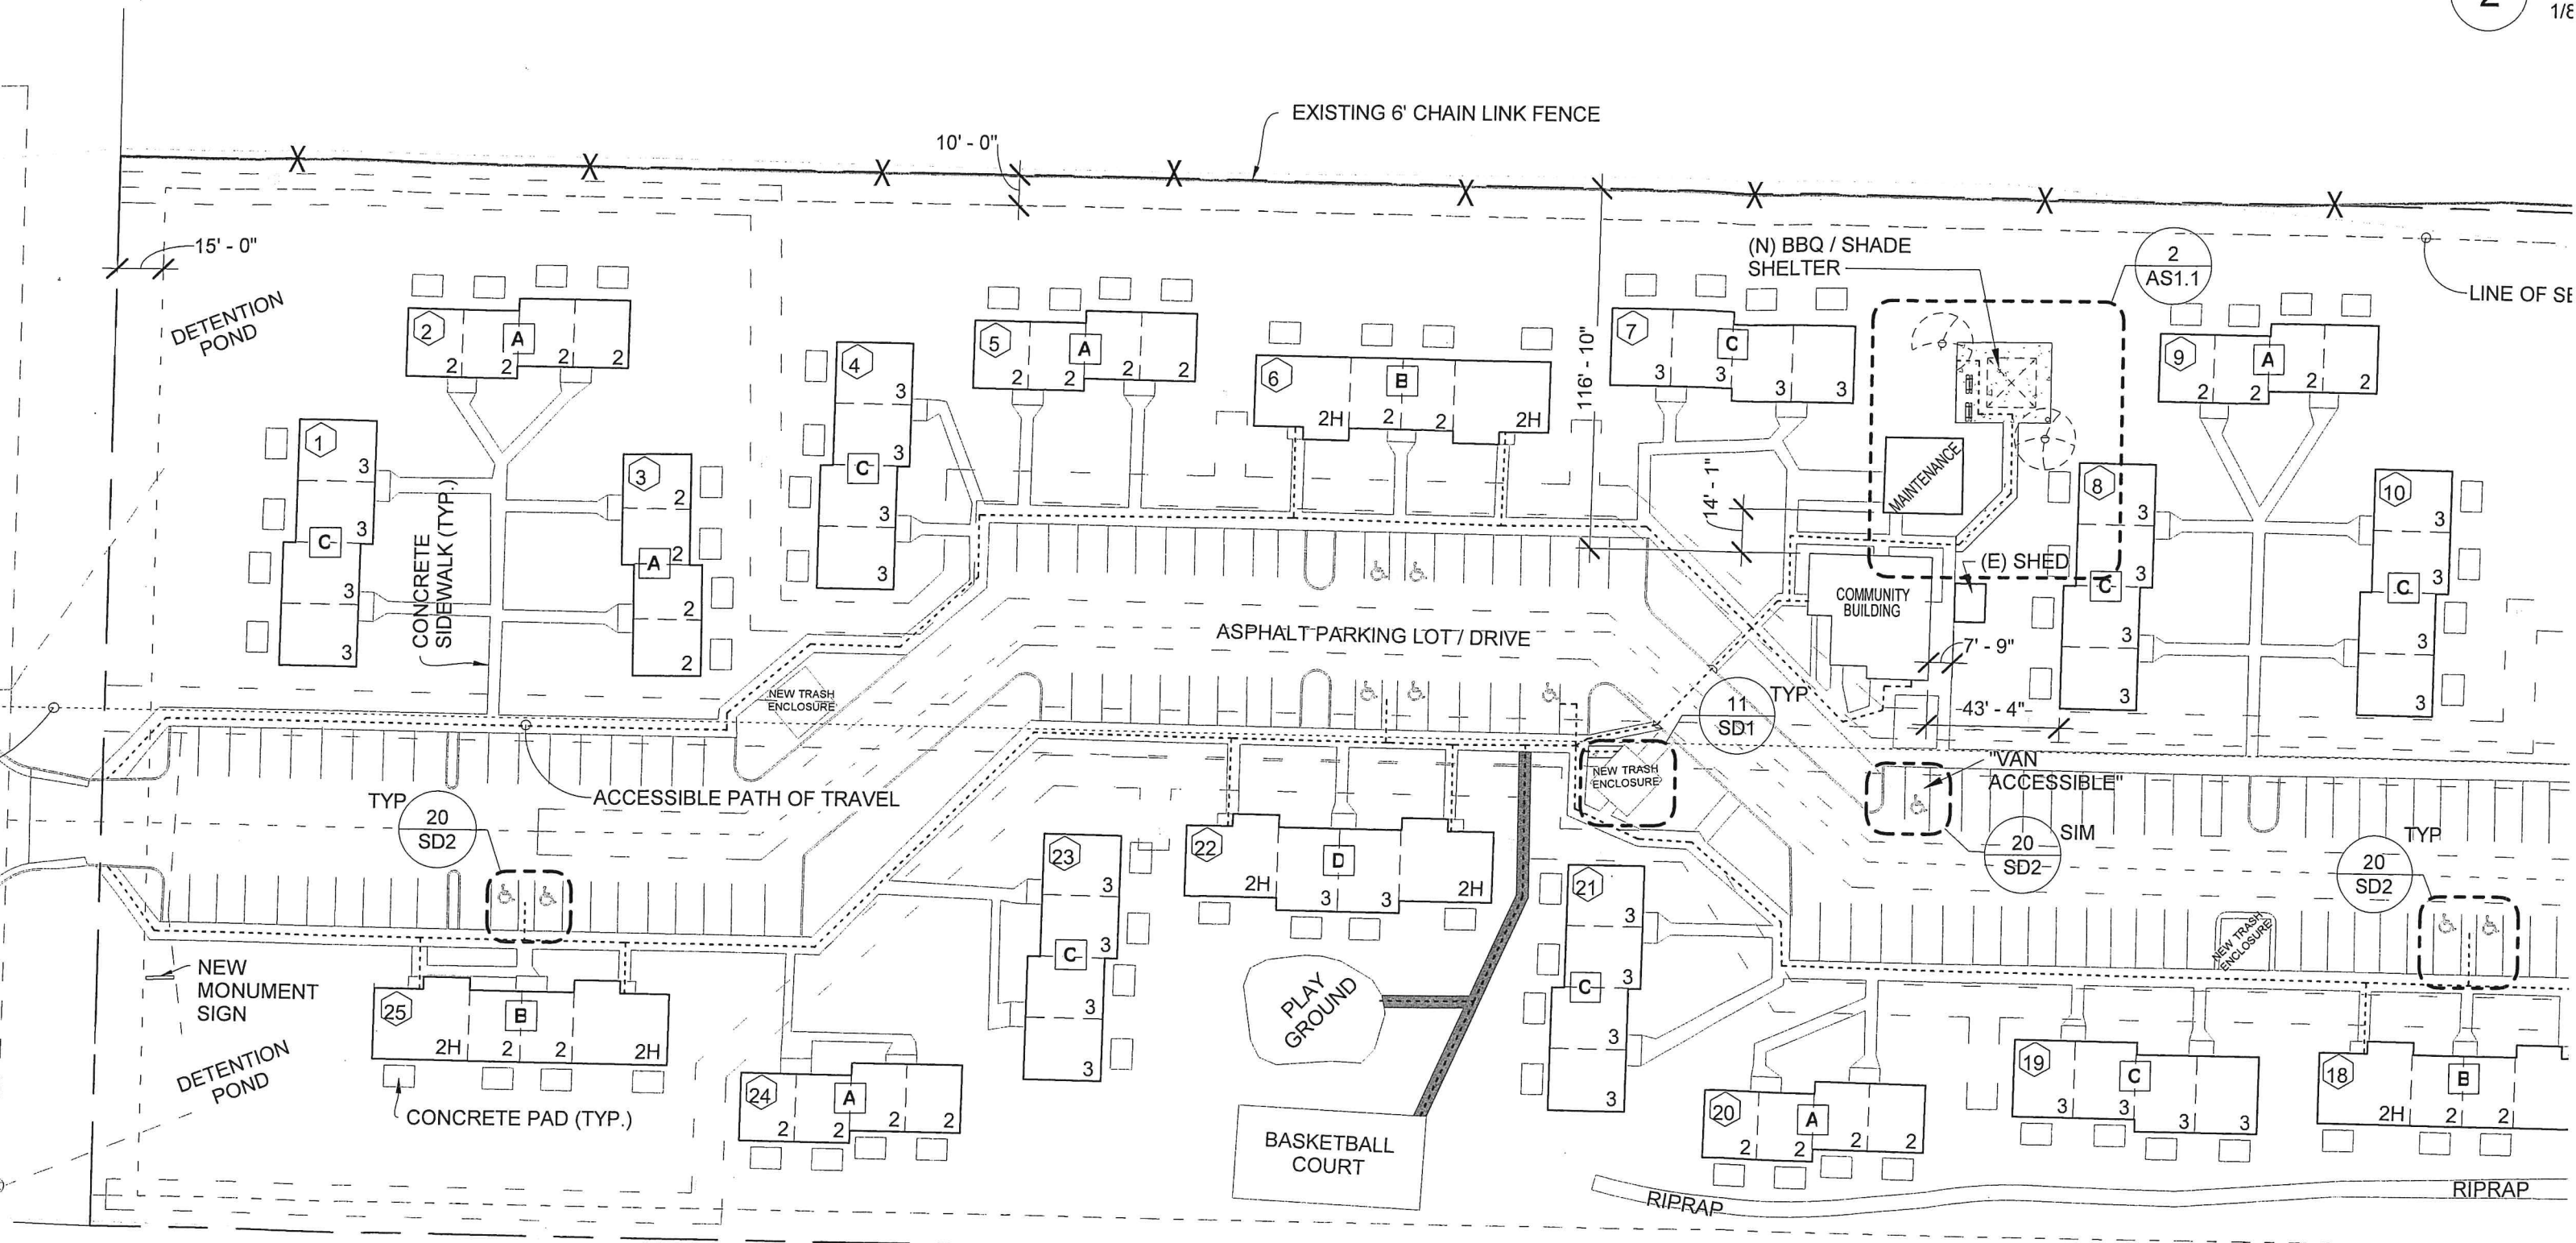 2
1/8
EXISTING 6' CHAIN LINK FENCE
10' - 0"
15' - 0"
DETENTION
POND
(N) BBQ / SHADE
SHELTER
2
AS1.1
LINE OF SE
116' - 10"
2
A
2
2
2
2
5
A
2
2
2
2
6
B
2H
2
2
2H
7
C
3
3
3
3
9
A
2
2
2
2
1
C
3
3
3
3
3
A
2
2
2
2
4
C
3
3
3
3
MAINTENANCE
14' - 1"
8
C
3
3
3
3
10
C
3
3
3
3
CONCRETE
SIDEWALK (TYP.)
(E) SHED
COMMUNITY
BUILDING
ASPHALT PARKING LOT / DRIVE
7' - 9"
43' - 4"
NEW TRASH
ENCLOSURE
11
SD1
TYP
NEW TRASH
ENCLOSURE
"VAN
ACCESSIBLE"
ACCESSIBLE PATH OF TRAVEL
TYP
20
SD2
20
SD2
SIM
TYP
20
SD2
NEW TRASH
ENCLOSURE
23
C
3
3
3
3
22
D
2H
3
3
2H
21
C
3
3
3
3
NEW
MONUMENT
SIGN
25
B
2H
2
2
2H
PLAY
GROUND
DETENTION
POND
CONCRETE PAD (TYP.)
24
A
2
2
2
2
BASKETBALL
COURT
20
A
2
2
2
2
19
C
3
3
3
3
18
B
2H
2
2
RIPRAP
RIPRAP